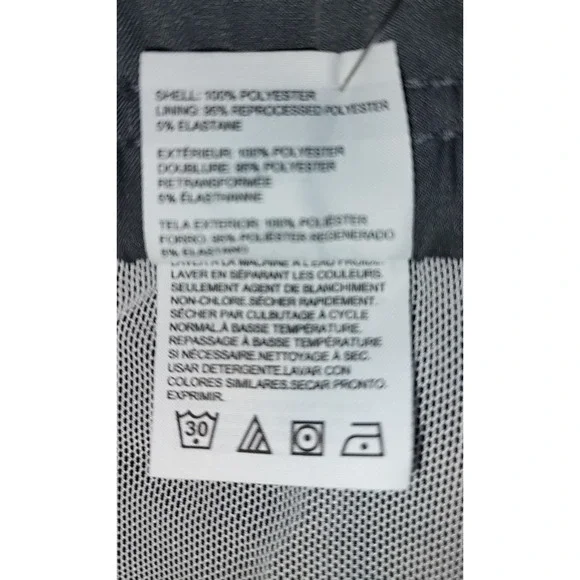 SHELL: 100% POLYESTER
LINING: 95% REPROCESSED POLYESTER
5% ELASTANE
EXTÉRIEUR: 100% POLYESTER
DOUBLURE: 95% POLYESTER
RETRANSFORMÉE
5% ÉLASTHANNE
TELA EXTERIOR: 100% POLIÉSTER
FORRO: 95% POLIÉSTER REGENERADO
5% ELASTANO
LAVER EN SÉPARANT LES COULEURS.
SEULEMENT AGENT DE BLANCHIMENT
NON-CHLORE.SÉCHER RAPIDEMENT.
SÉCHER PAR CULBUTAGE À CYCLE
NORMAL.À BASSE TEMPÉRATURE.
REPASSAGE À BASSE TEMPÉRATURE
SI NÉCESSAIRE.NETTOYAGE À SEC.
USAR DETERGENTE.LAVAR CON
COLORES SIMILARES.SECAR PRONTO.
EXPRIMIR.
30